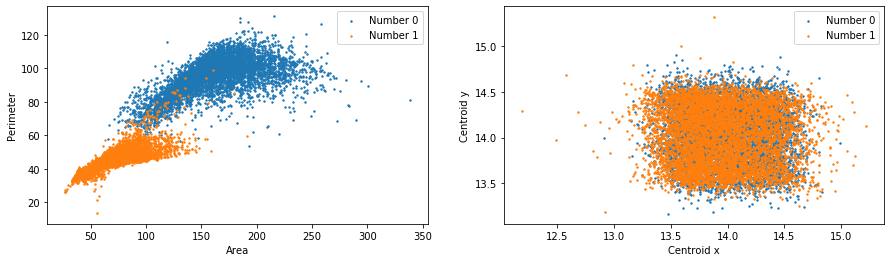 120
100
80
60
40
20
Perimeter
50
100
150
200
250
300
350
Area
Number 0
Number 1
15.0
14.5
14.0
13.5
Centroid y
12.5
13.0
13.5
14.0
14.5
15.0
Centroid x
Number 0
Number 1